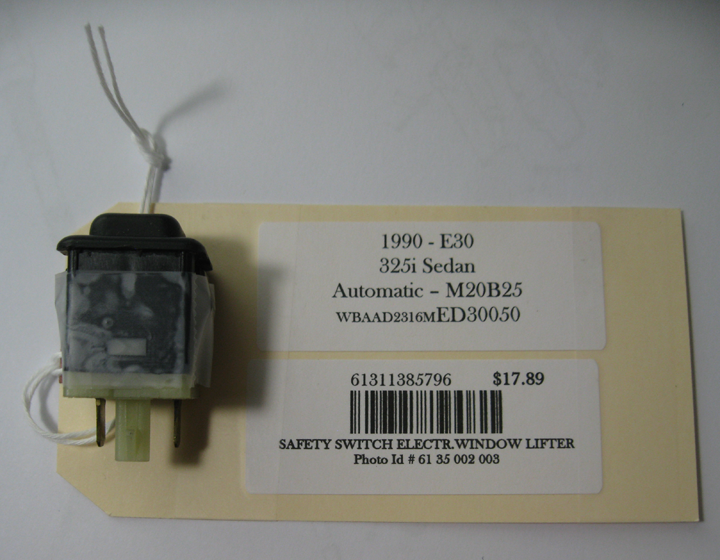 1990 - E30
325i Sedan
Automatic – M20B25
WBAAD2316MED30050
61311385796 $17.89
SAFETY SWITCH ELECTR.WINDOW LIFTER
Photo Id # 61 35 002 003